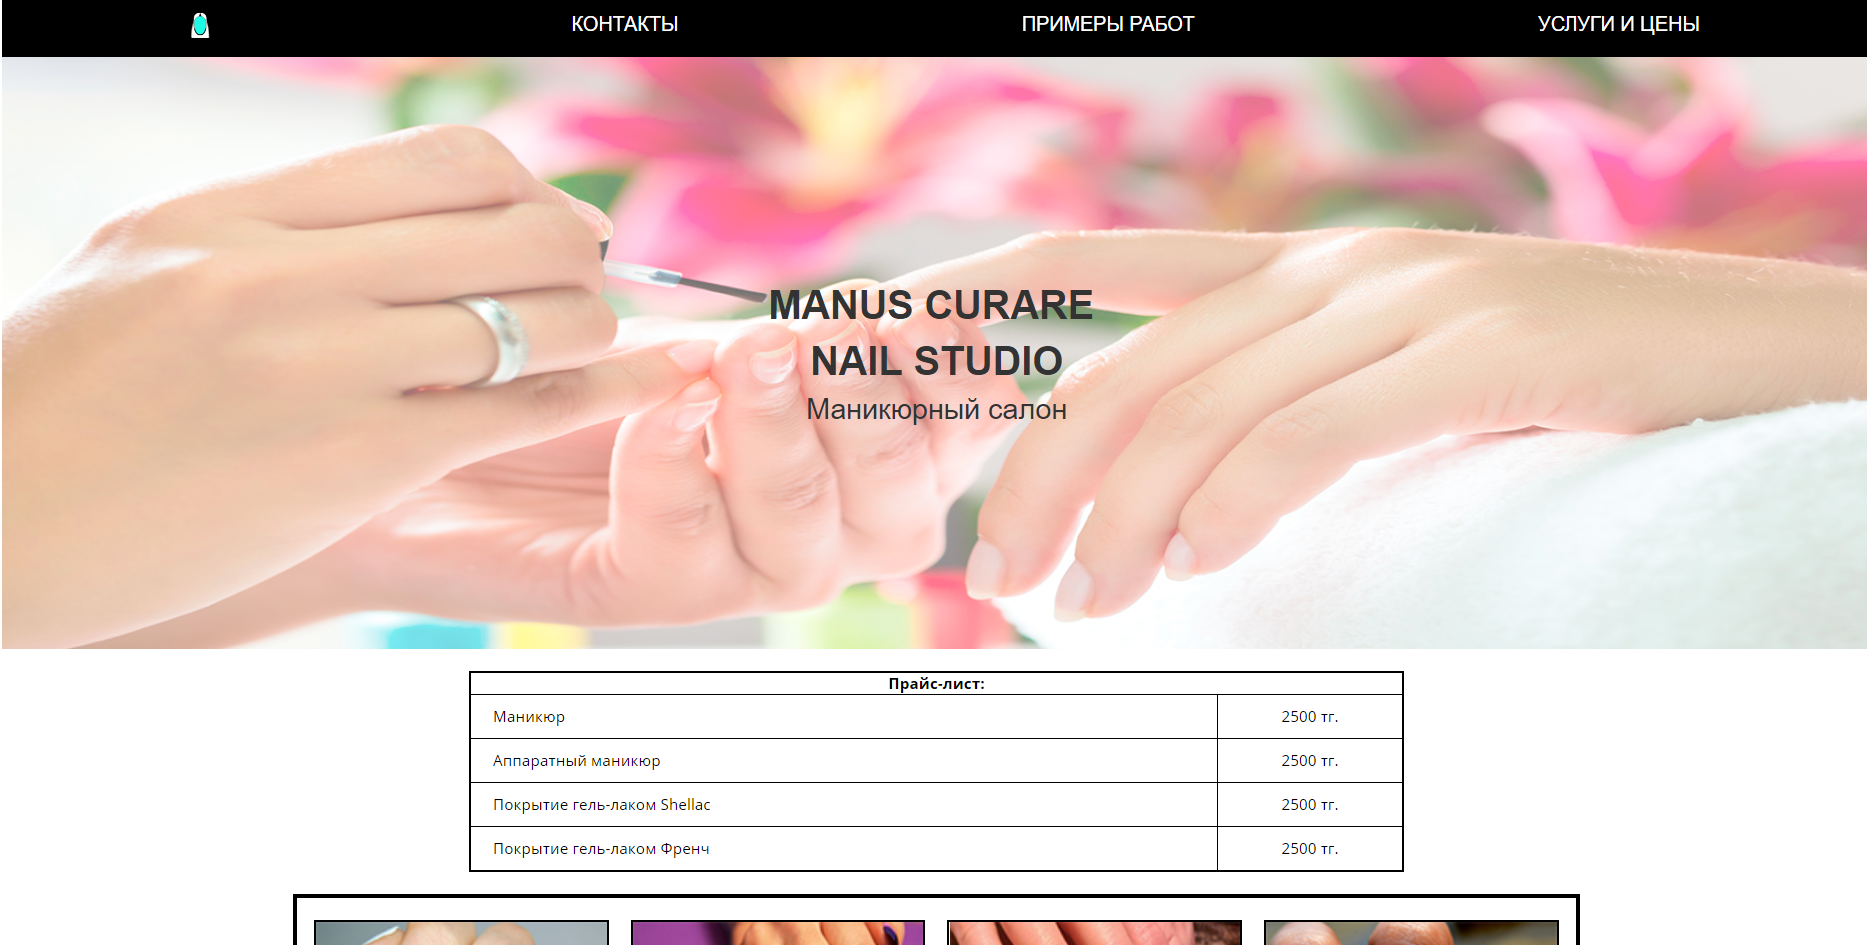 КОНТАКТЫ
ПРИМЕРЫ РАБОТ
УСЛУГИ И ЦЕНЫ
MANUS CURARE
NAIL STUDIO
Маникюрный салон
Прайс-лист:
Маникюр 2500 тг.
Аппаратный маникюр 2500 тг.
Покрытие гель-лаком Shellac 2500 тг.
Покрытие гель-лаком Френч 2500 тг.